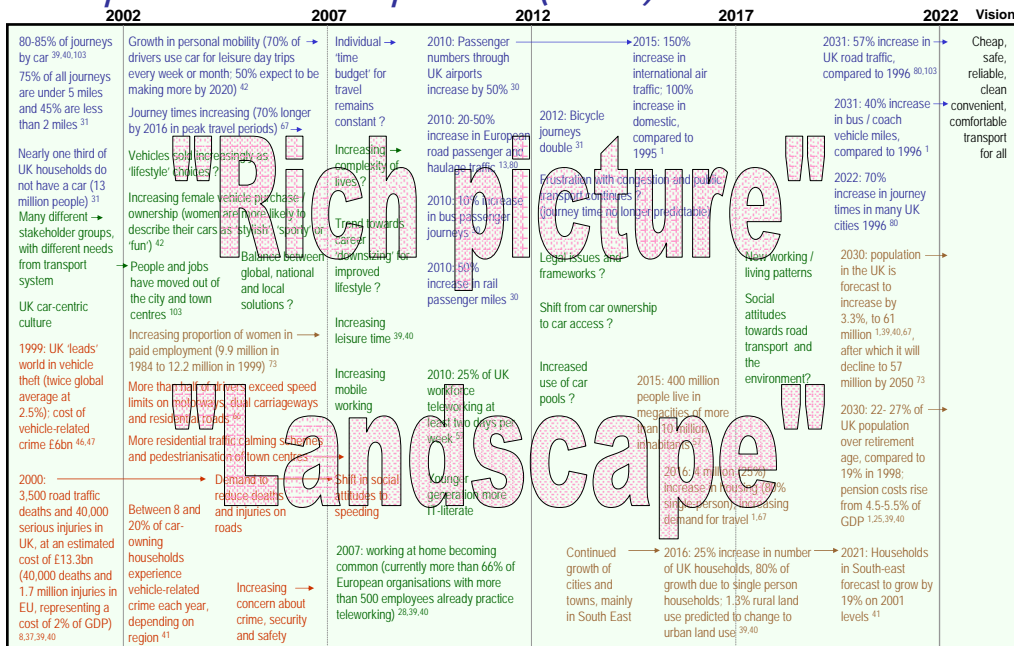 2002 2007 2012 2017 2022 Vision
80-85% of journeys
by car 39,40,103
75% of all journeys
are under 5 miles
and 45% are less
than 2 miles 31
Nearly one third of
UK households do
not have a car (13
million people) 31
Many different
stakeholder groups,
with different needs
from transport
system
UK car-centric
culture
1999: UK ‘leads’
world in vehicle
theft (twice global
average at
2.5%): cost of
vehicle-related
crime £6bn 46,47
2000:
3,500 road traffic
deaths and 40,000
serious injuries in
UK, at an estimated
cost of £13.3bn
(40,000 deaths and
1.7 million injuries in
EU, representing a
cost of 2% of GDP)
8,37,39,40
Growth in personal mobility (70% of
drivers use car for leisure day trips
every week or month; 50% expect to be
making more by 2020) 42
Journey times increasing (70% longer
by 2016 in peak travel periods) 67
Vehicles sold increasingly as
‘lifestyle’ choices ?
Increasing female vehicle purchase /
ownership (women are more likely to
describe their cars as ‘stylish’, ‘sporty’ or
‘fun’) 42
Balance between
global, national
and local
solutions ?
People and jobs
have moved out of
the city and town
centres 103
Increasing proportion of women in
paid employment (9.9 million in
1984 to 12.2 million in 1999) 73
More than half of drivers exceed speed
limits on motorways, dual carriageways
and residential roads
More residential traffic calming schemes
and pedestrianisation of town centres
Demand to
reduce deaths
and injuries on
roads
Between 8 and
20% of car-
owning
households
experience
vehicle-related
crime each year,
depending on
region 41
Increasing
concern about
crime, security
and safety
Individual
‘time
budget’ for
travel
remains
constant ?
Increasing
complexity of
lives ?
Trend towards
career
‘downsizing’ for
improved
lifestyle ?
Increasing
leisure time 39,40
Increasing
mobile
working
Shift in social
attitudes to
speeding
2007: working at home becoming
common (currently more than 66% of
European organisations with more
than 500 employees already practice
teleworking) 28,39,40
2010: Passenger
numbers through
UK airports
increase by 50% 30
2010: 20-50%
increase in European
road passenger and
haulage traffic 13,80
2010: 10% increase
in bus passenger
journeys
2010: 50%
increase in rail
passenger miles 30
2010: 25% of UK
workforce
teleworking at
least two days per
week
Younger
generation more
IT-literate
2012: Bicycle
journeys
double 31
Frustration with congestion and public
transport continues ?
(journey time no longer predictable)
Legal issues and
frameworks ?
Shift from car ownership
to car access ?
Increased
use of car
pools ?
Continued
growth of
cities and
towns, mainly
in South East
2015: 150%
increase in
international air
traffic; 100%
increase in
domestic,
compared to
1995 1
2015: 400 million
people live in
megacities of more
than 10 million
inhabitants
2016: 4 million (25%)
increase in housing (80%
single-person), increasing
demand for travel 1,67
2016: 25% increase in number
of UK households, 80% of
growth due to single person
households; 1.3% rural land
use predicted to change to
urban land use 39,40
New working /
living patterns
Social
attitudes
towards road
transport and
the
environment?
2031: 57% increase in
UK road traffic,
compared to 1996 80,103
2031: 40% increase
in bus / coach
vehicle miles,
compared to 1996 1
2022: 70%
increase in journey
times in many UK
cities 1996 80
2030: population
in the UK is
forecast to
increase by
3.3%, to 61
million 1,39,40,67,
after which it will
decline to 57
million by 2050 73
2030: 22- 27% of
UK population
over retirement
age, compared to
19% in 1998;
pension costs rise
from 4.5-5.5% of
GDP 1,25,39,40
2021: Households
in South-east
forecast to grow by
19% on 2001
levels 41
Cheap,
safe,
reliable,
clean
convenient,
comfortable
transport
for all
"Rich picture"
"Landscape"